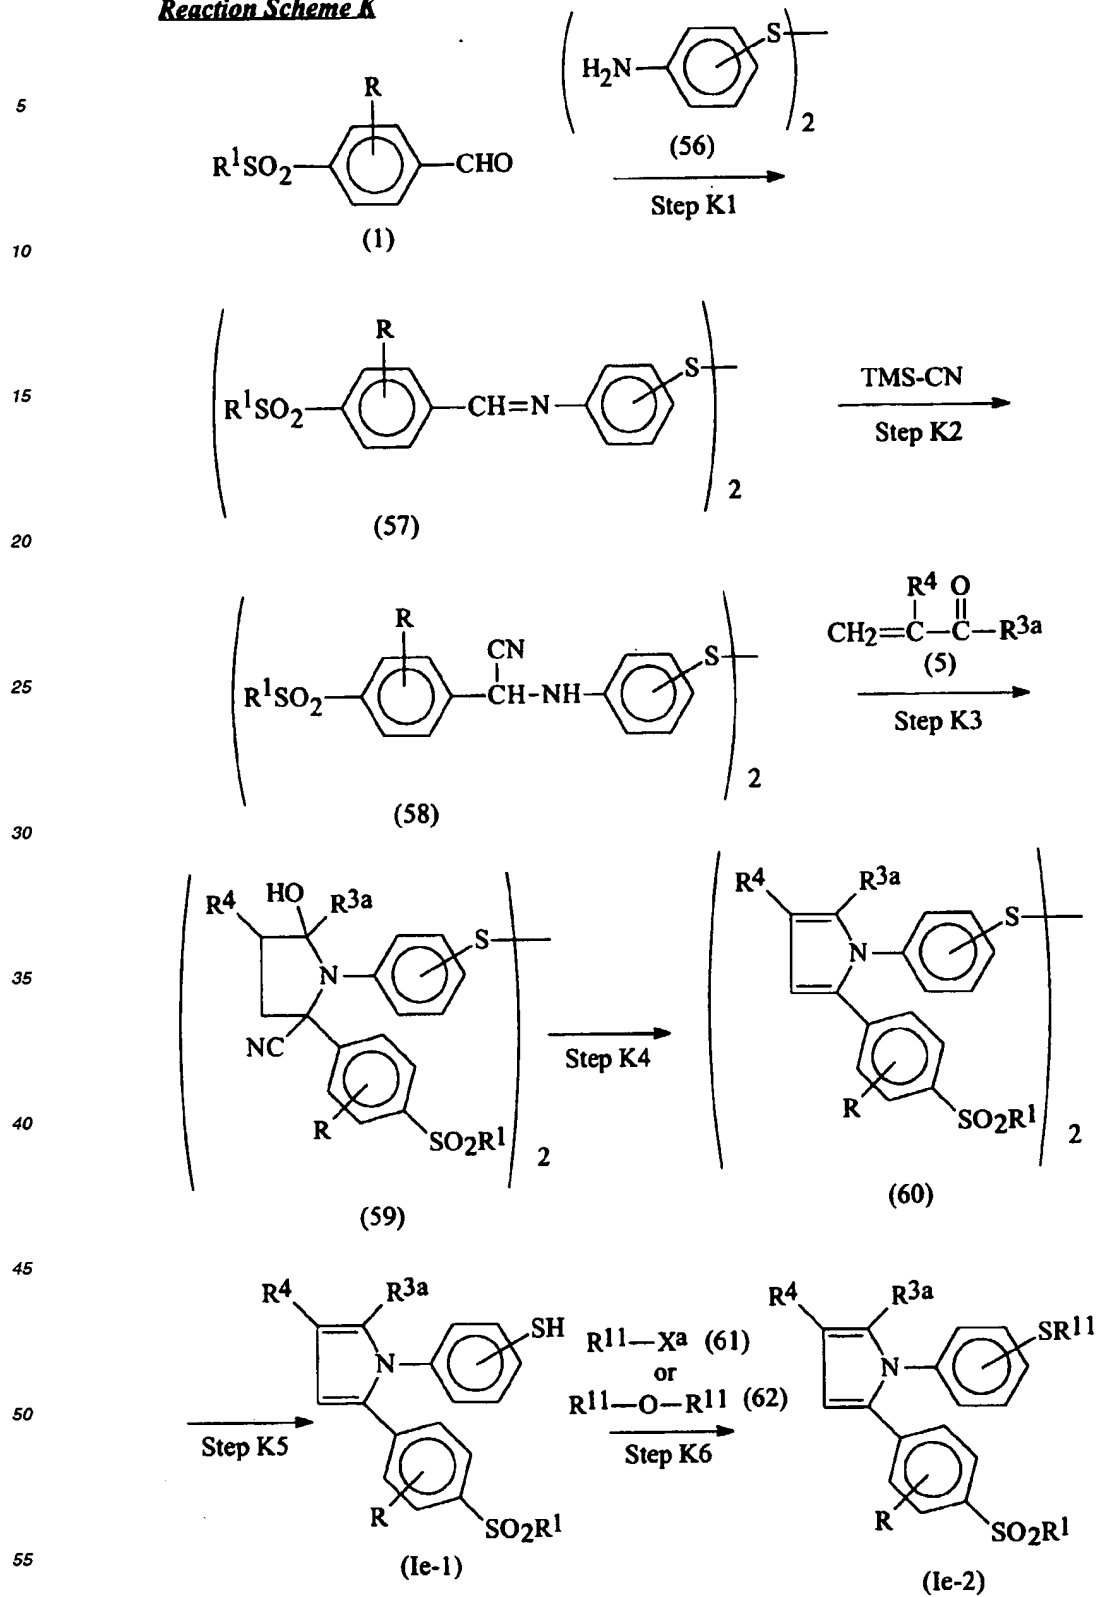 Reaction Scheme K
S
H₂N
2
(56)
5
R
R¹SO₂
CHO
(1)
Step K1
10
R
S
R¹SO₂
CH=N
2
(57)
15
TMS-CN
Step K2
20
R
CN
S
R¹SO₂
CH-NH
2
(58)
25
R⁴ O
CH₂=C—C—R³ᵃ
(5)
Step K3
30
HO
R⁴
R³ᵃ
S
N
NC
R
SO₂R¹
2
(59)
35
Step K4
R⁴
R³ᵃ
S
N
R
SO₂R¹
2
(60)
40
45
R⁴
R³ᵃ
SH
N
R
SO₂R¹
(Ie-1)
50
Step K5
R¹¹—Xᵃ (61)
or
R¹¹—O—R¹¹ (62)
Step K6
R⁴
R³ᵃ
SR¹¹
N
R
SO₂R¹
(Ie-2)
55